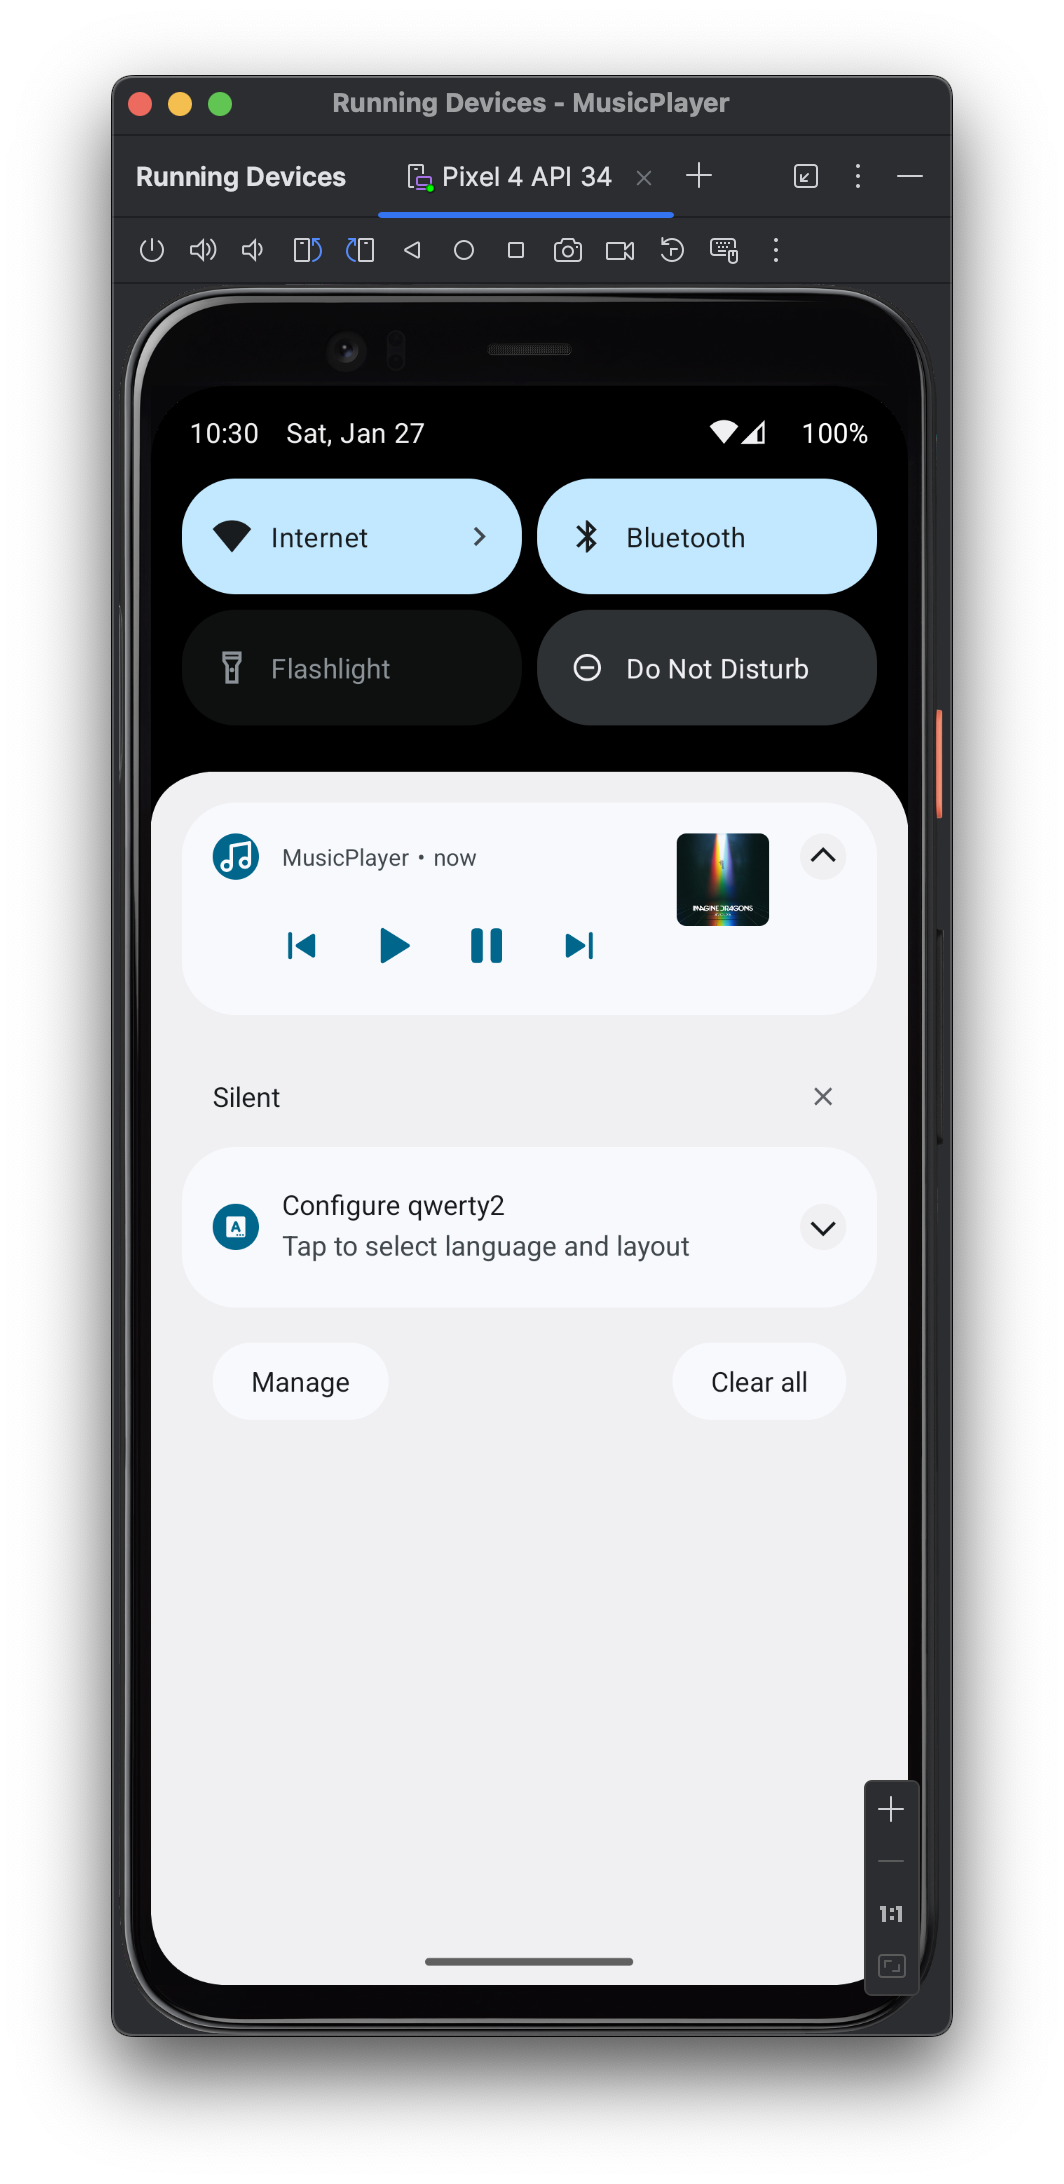 Running Devices - MusicPlayer
Running Devices
Pixel 4 API 34
10:30 Sat, Jan 27
100%
Internet
Bluetooth
Flashlight
Do Not Disturb
MusicPlayer • now
IMAGINE DRAGONS
Silent
Configure qwerty2
Tap to select language and layout
A
Manage
Clear all
1:1